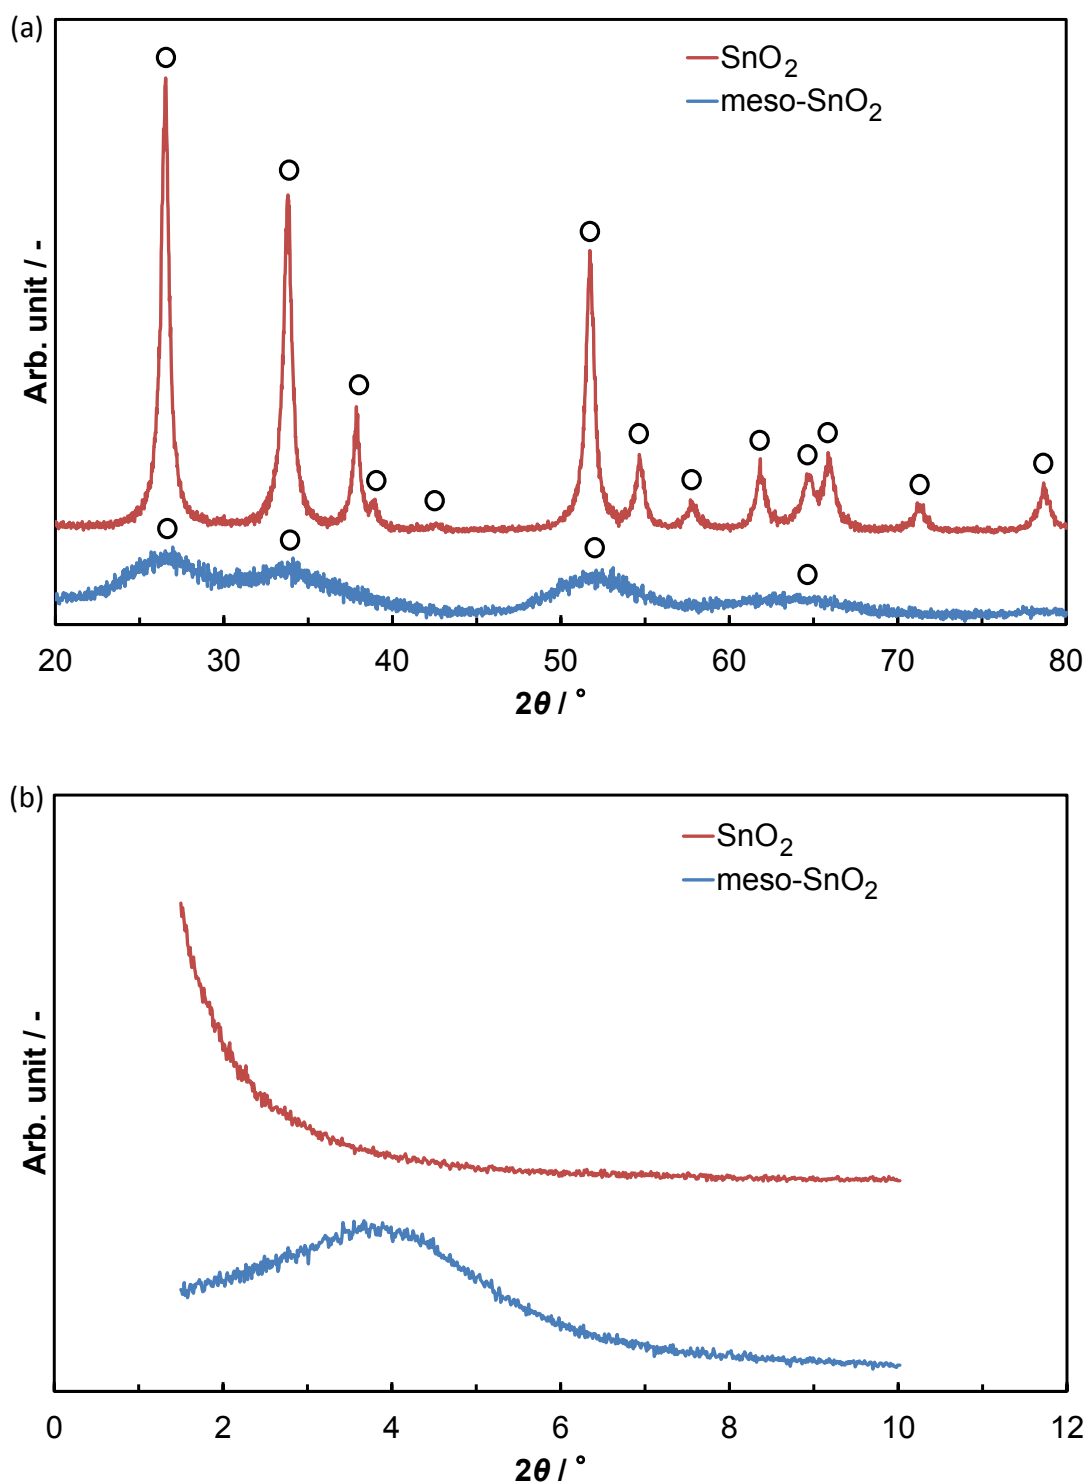 (a)
SnO2
meso-SnO2
Arb. unit / -
20 30 40 50 60 70 80
2θ / °
(b)
SnO2
meso-SnO2
Arb. unit / -
0 2 4 6 8 10 12
2θ / °